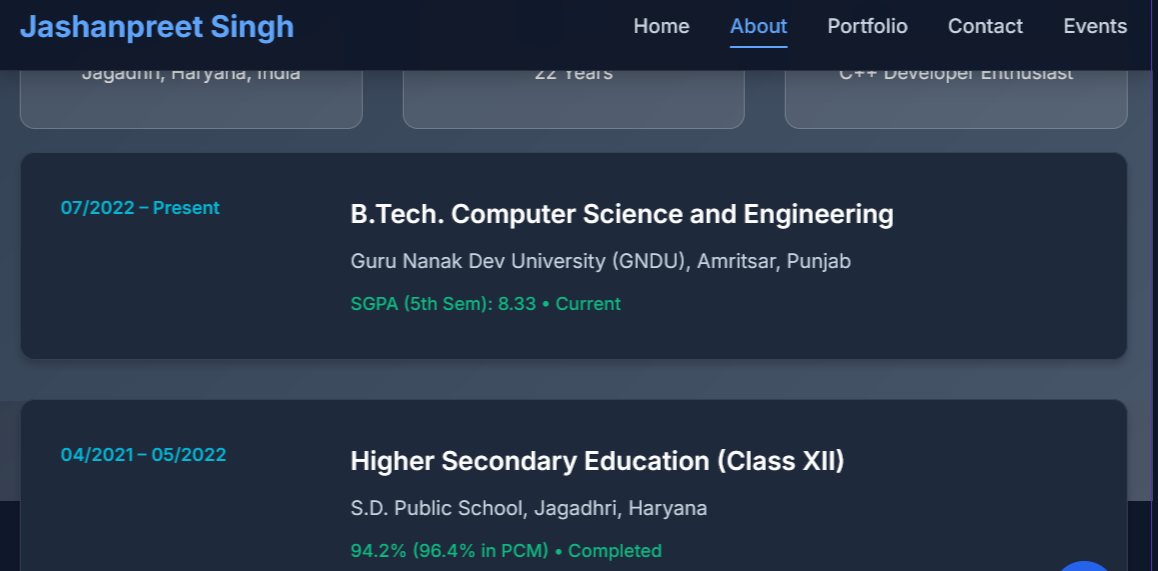 Jashanpreet Singh
Home About Portfolio Contact Events
Jagadhri, Haryana, India
22 Years
C++ Developer Enthusiast
07/2022 – Present
B.Tech. Computer Science and Engineering
Guru Nanak Dev University (GNDU), Amritsar, Punjab
SGPA (5th Sem): 8.33 • Current
04/2021 – 05/2022
Higher Secondary Education (Class XII)
S.D. Public School, Jagadhri, Haryana
94.2% (96.4% in PCM) • Completed